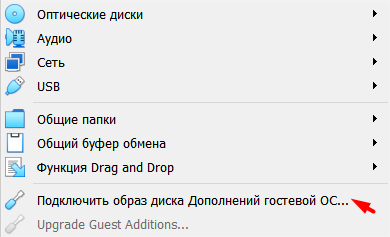 Оптические диски
Аудио
Сеть
USB
Общие папки
Общий буфер обмена
Функция Drag and Drop
Подключить образ диска Дополнений гостевой ОС...
Upgrade Guest Additions...